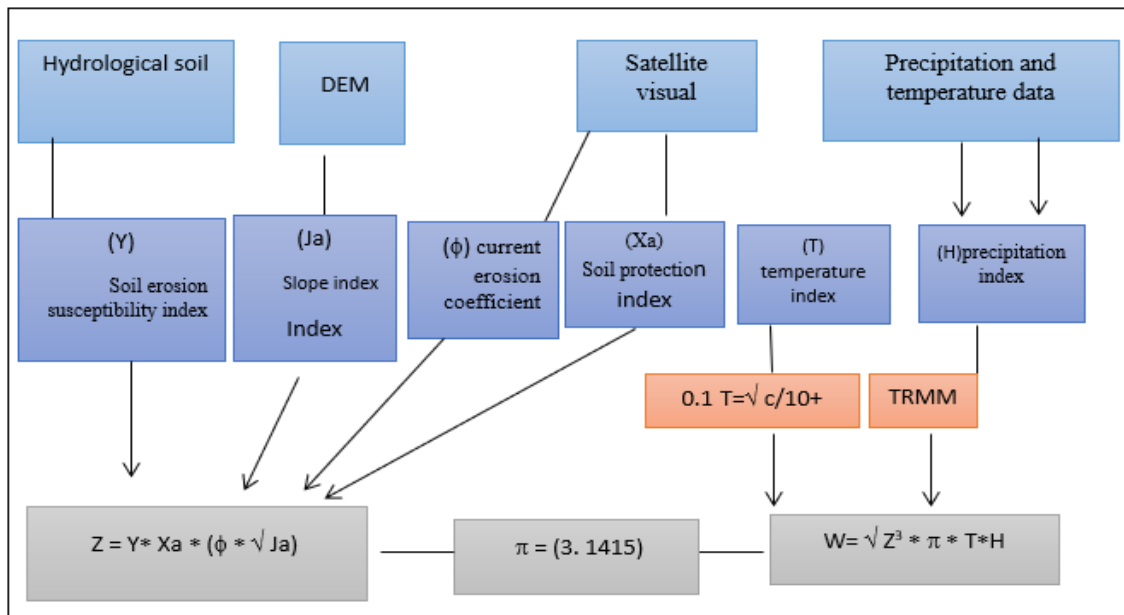 Hydrological soil
DEM
Satellite
visual
Precipitation and
temperature data
(Y)
Soil erosion
susceptibility index
(Ja)
Slope index
Index
(ϕ) current
erosion
coefficient
(Xa)
Soil protection
index
(T)
temperature
index
(H)precipitation
index
0.1 T=√ c/10+
TRMM
Z = Y* Xa * (ϕ * √ Ja)
π = (3. 1415)
W= √ Z³ * π * T*H